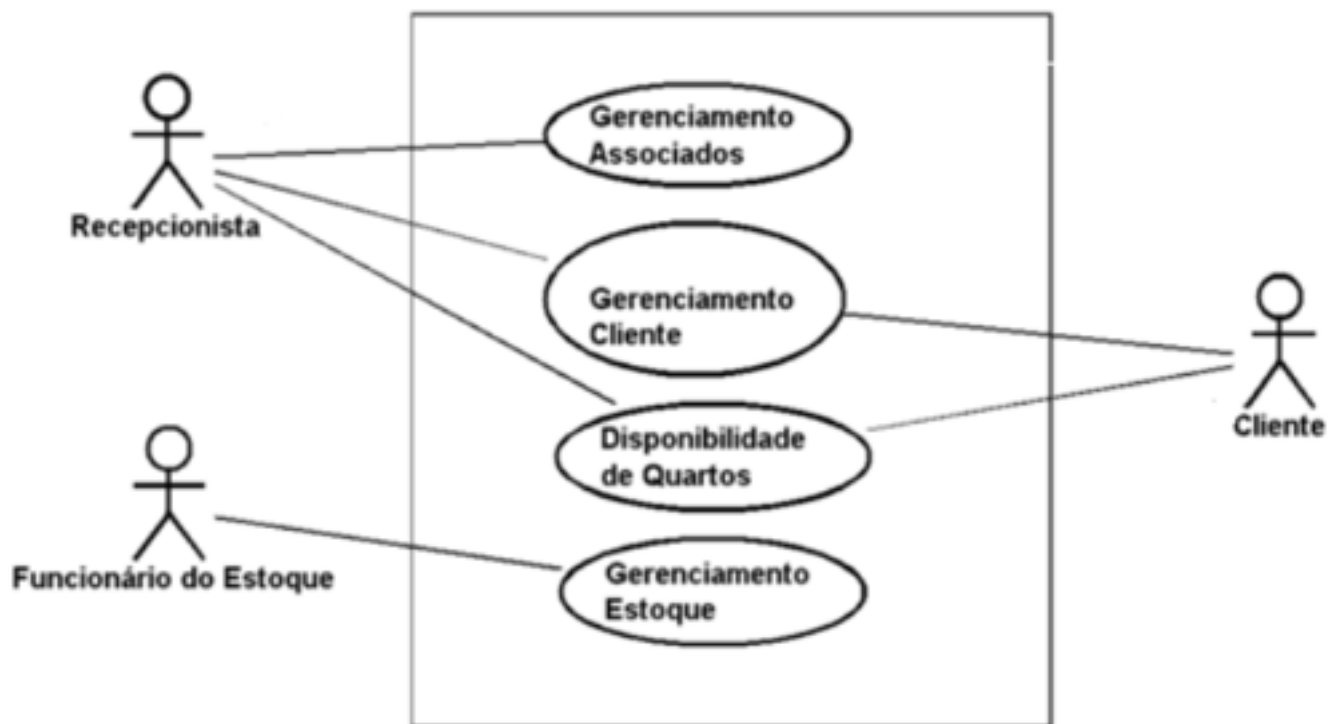 Gerenciamento
Associados
Recepcionista
Gerenciamento
Cliente
Cliente
Disponibilidade
de Quartos
Funcionário do Estoque
Gerenciamento
Estoque